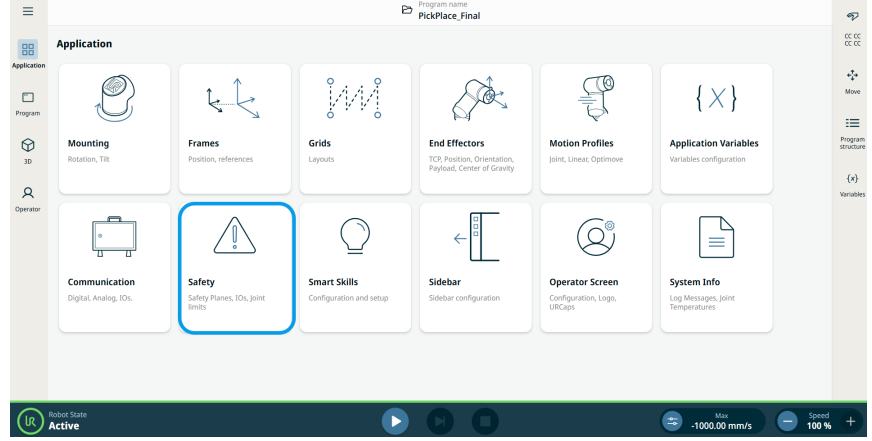 Program name
PickPlace_Final
CC CC
CC CC
Application
Application
Program
3D
Operator
Move
Program
structure
{x}
Variables
Mounting
Rotation, Tilt
Frames
Position, references
Grids
Layouts
End Effectors
TCP, Position, Orientation,
Payload, Center of Gravity
Motion Profiles
Joint, Linear, Optimove
{X}
Application Variables
Variables configuration
Communication
Digital, Analog, IOs.
Safety
Safety Planes, IOs, Joint
limits
Smart Skills
Configuration and setup
Sidebar
Sidebar configuration
Operator Screen
Configuration, Logo,
URCaps
System Info
Log Messages, Joint
Temperatures
UR
Robot State
Active
Max
-1000.00 mm/s
Speed
100 %